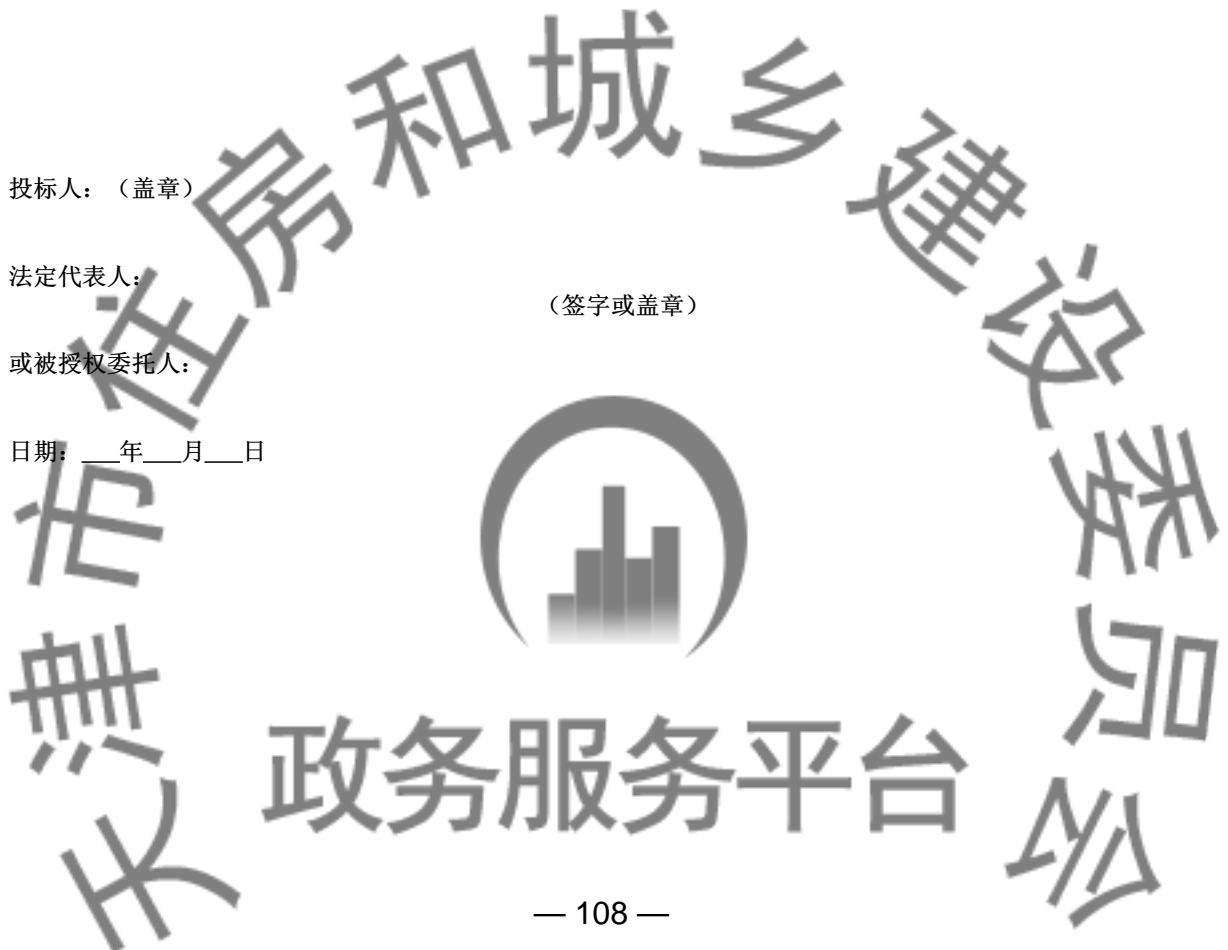 投标人：（盖章）
法定代表人：
（签字或盖章）
或被授权委托人：
日期：___年___月___日
天津市住房和城乡建设委员会
政务服务平台
— 108 —